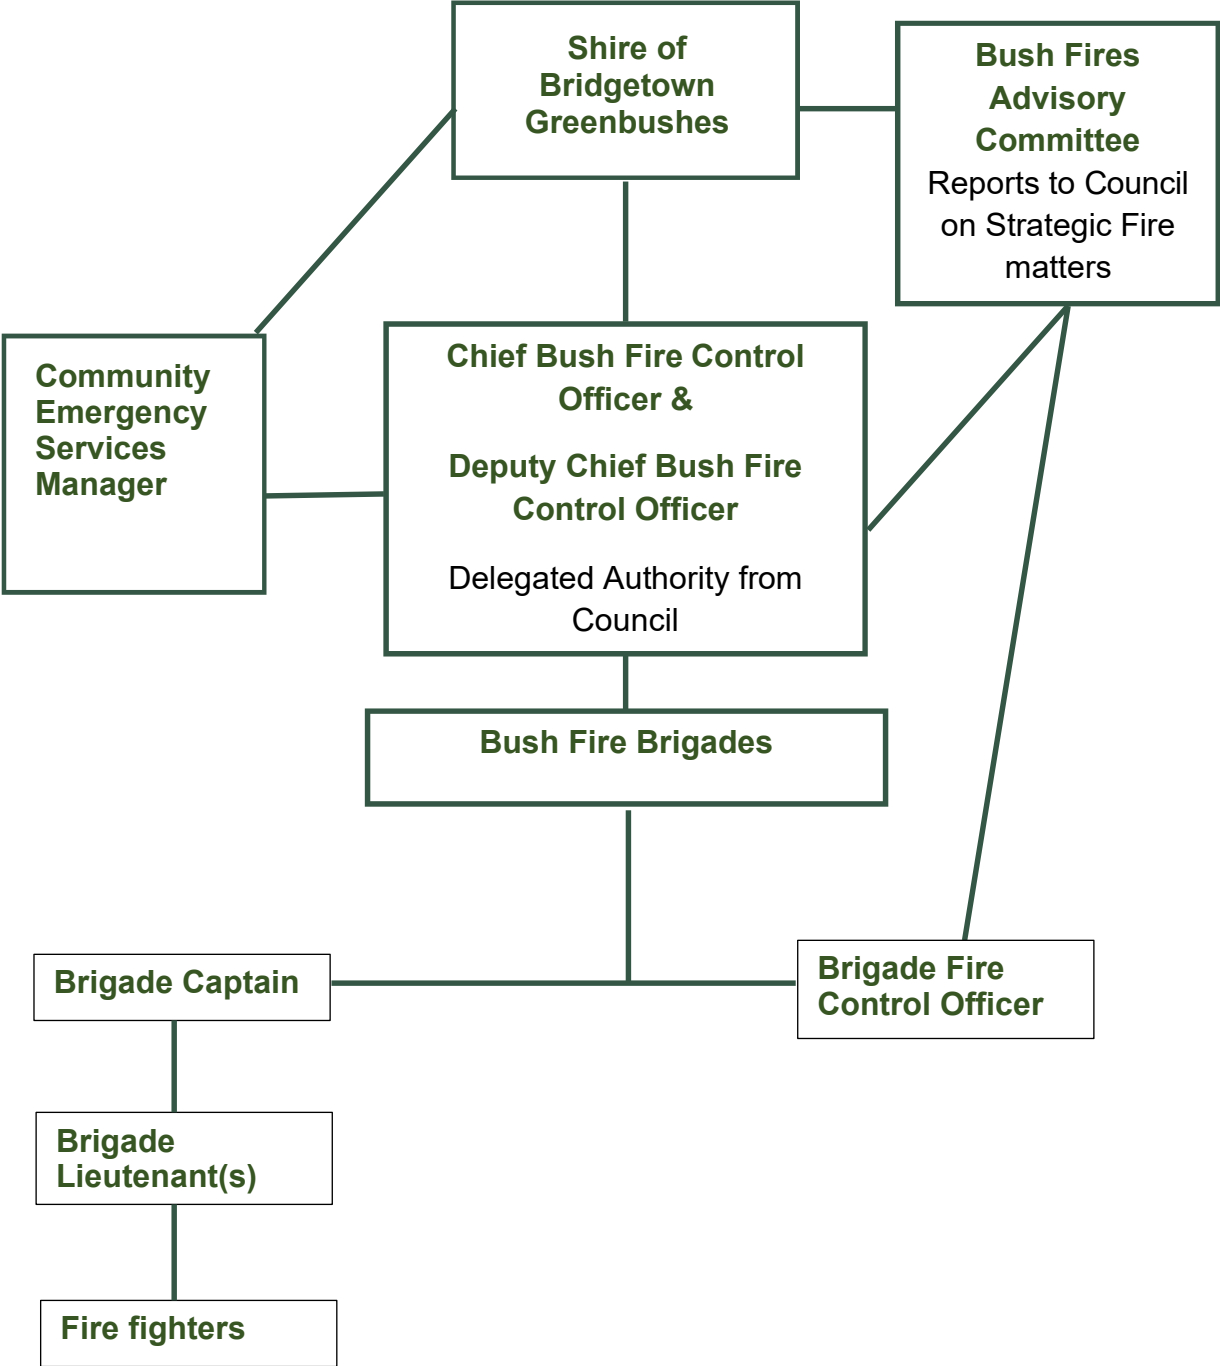 Shire of
Bridgetown
Greenbushes
Bush Fires
Advisory
Committee
Reports to Council
on Strategic Fire
matters
Community
Emergency
Services
Manager
Chief Bush Fire Control
Officer &
Deputy Chief Bush Fire
Control Officer
Delegated Authority from
Council
Bush Fire Brigades
Brigade Captain
Brigade Fire
Control Officer
Brigade
Lieutenant(s)
Fire fighters